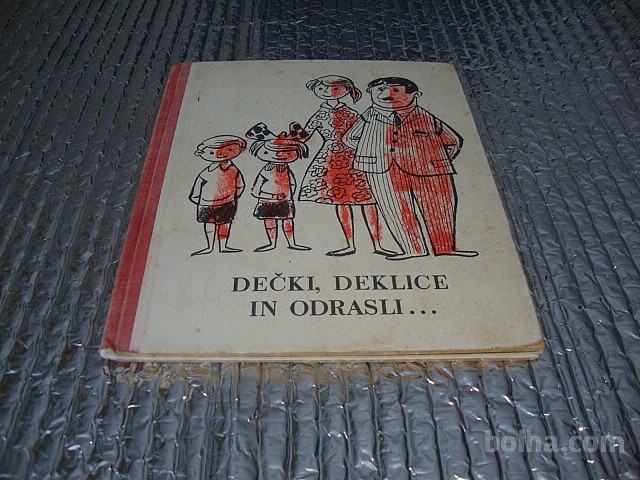 DEČKI, DEKLICE
IN ODRASLI...
bolha.com